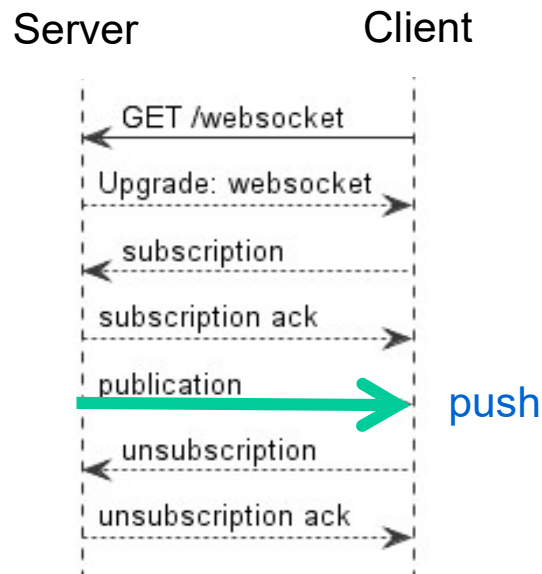 Server Client
GET /websocket
Upgrade: websocket
subscription
subscription ack
publication
push
unsubscription
unsubscription ack